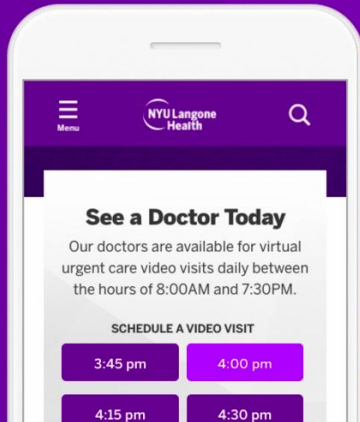 Menu
NYU Langone
Health
See a Doctor Today
Our doctors are available for virtual
urgent care video visits daily between
the hours of 8:00AM and 7:30PM.
SCHEDULE A VIDEO VISIT
3:45 pm
4:00 pm
4:15 pm
4:30 pm